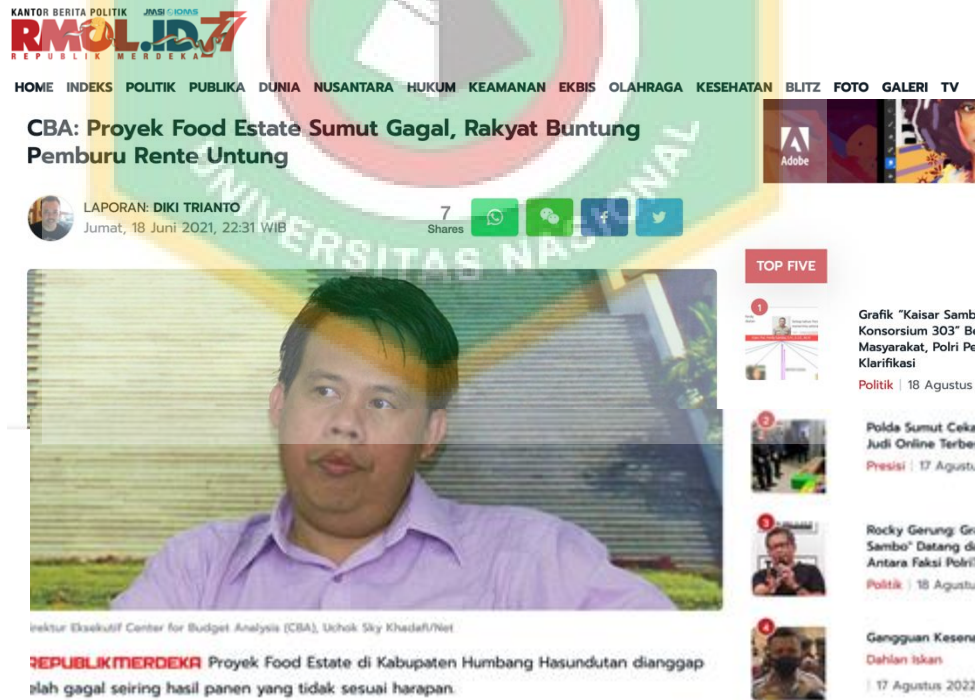 KANTOR BERITA POLITIK
JMSI
RMOL.ID 77
REPUBLIK MERDEKA
HOME INDEKS POLITIK PUBLIKA DUNIA NUSANTARA HUKUM KEAMANAN EKBIS OLAHRAGA KESEHATAN BLITZ FOTO GALERI TV
CBA: Proyek Food Estate Sumut Gagal, Rakyat Buntung
Pemburu Rente Untung
Adobe
LAPORAN: DIKI TRIANTO
Jumat, 18 Juni 2021, 22:31 WIB
7
Shares
UNIVERSITAS NASIONAL
TOP FIVE
1
Grafik "Kaisar Samb
Konsorsium 303" Be
Masyarakat, Polri Pe
Klarifikasi
Politik | 18 Agustus
2
Polda Sumut Ceka
Judi Online Terbe
Presisi | 17 Agustu
3
Rocky Gerung: Gr
Sambo" Datang d
Antara Faksi Polri
Politik | 18 Agustu
4
Gangguan Kesen
Dahlan Iskan
| 17 Agustus 2022
irektur Eksekutif Center for Budget Analysis (CBA), Uchok Sky Khadafi/Net
REPUBLIKMERDEKA Proyek Food Estate di Kabupaten Humbang Hasundutan dianggap
elah gagal seiring hasil panen yang tidak sesuai harapan.